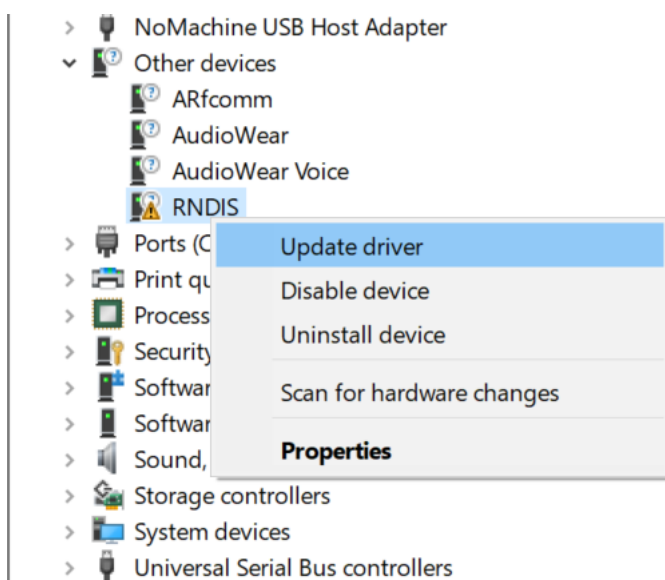 NoMachine USB Host Adapter
Other devices
ARfcomm
AudioWear
AudioWear Voice
RNDIS
Ports (C
Update driver
Print qu
Disable device
Process
Uninstall device
Security
Softwar
Scan for hardware changes
Softwar
Sound,
Properties
Storage controllers
System devices
Universal Serial Bus controllers